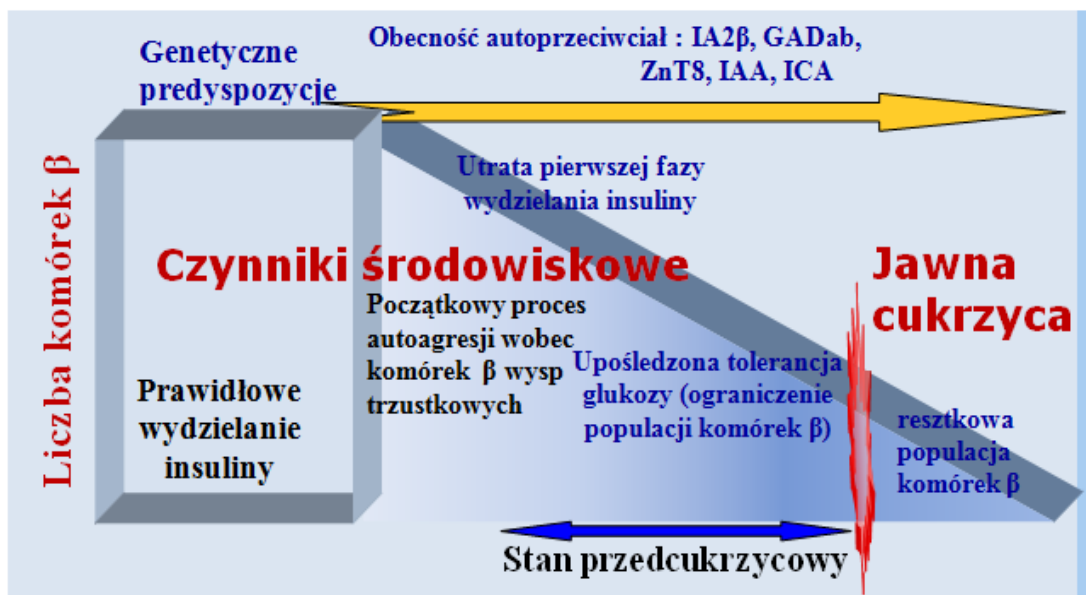 Genetyczne
predyspozycje
Obecność autoprzeciwciał : IA2β, GADab,
ZnT8, IAA, ICA
Liczba komórek β
Utrata pierwszej fazy
wydzielania insuliny
Czynniki środowiskowe
Jawna
cukrzyca
Początkowy proces
autoagresji wobec
komórek β wysp
trzustkowych
Upośledzona tolerancja
glukozy (ograniczenie
populacji komórek β)
Prawidłowe
wydzielanie
insuliny
resztkowa
populacja
komórek β
Stan przedcukrzycowy